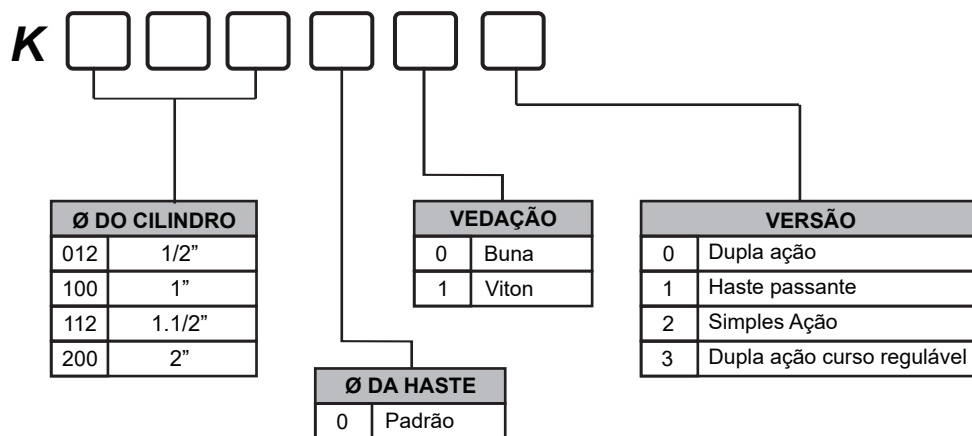 K
Ø DO CILINDRO
012 1/2”
100 1”
112 1.1/2”
200 2”
Ø DA HASTE
0 Padrão
VEDAÇÃO
0 Buna
1 Viton
VERSÃO
0 Dupla ação
1 Haste passante
2 Simples Ação
3 Dupla ação curso regulável